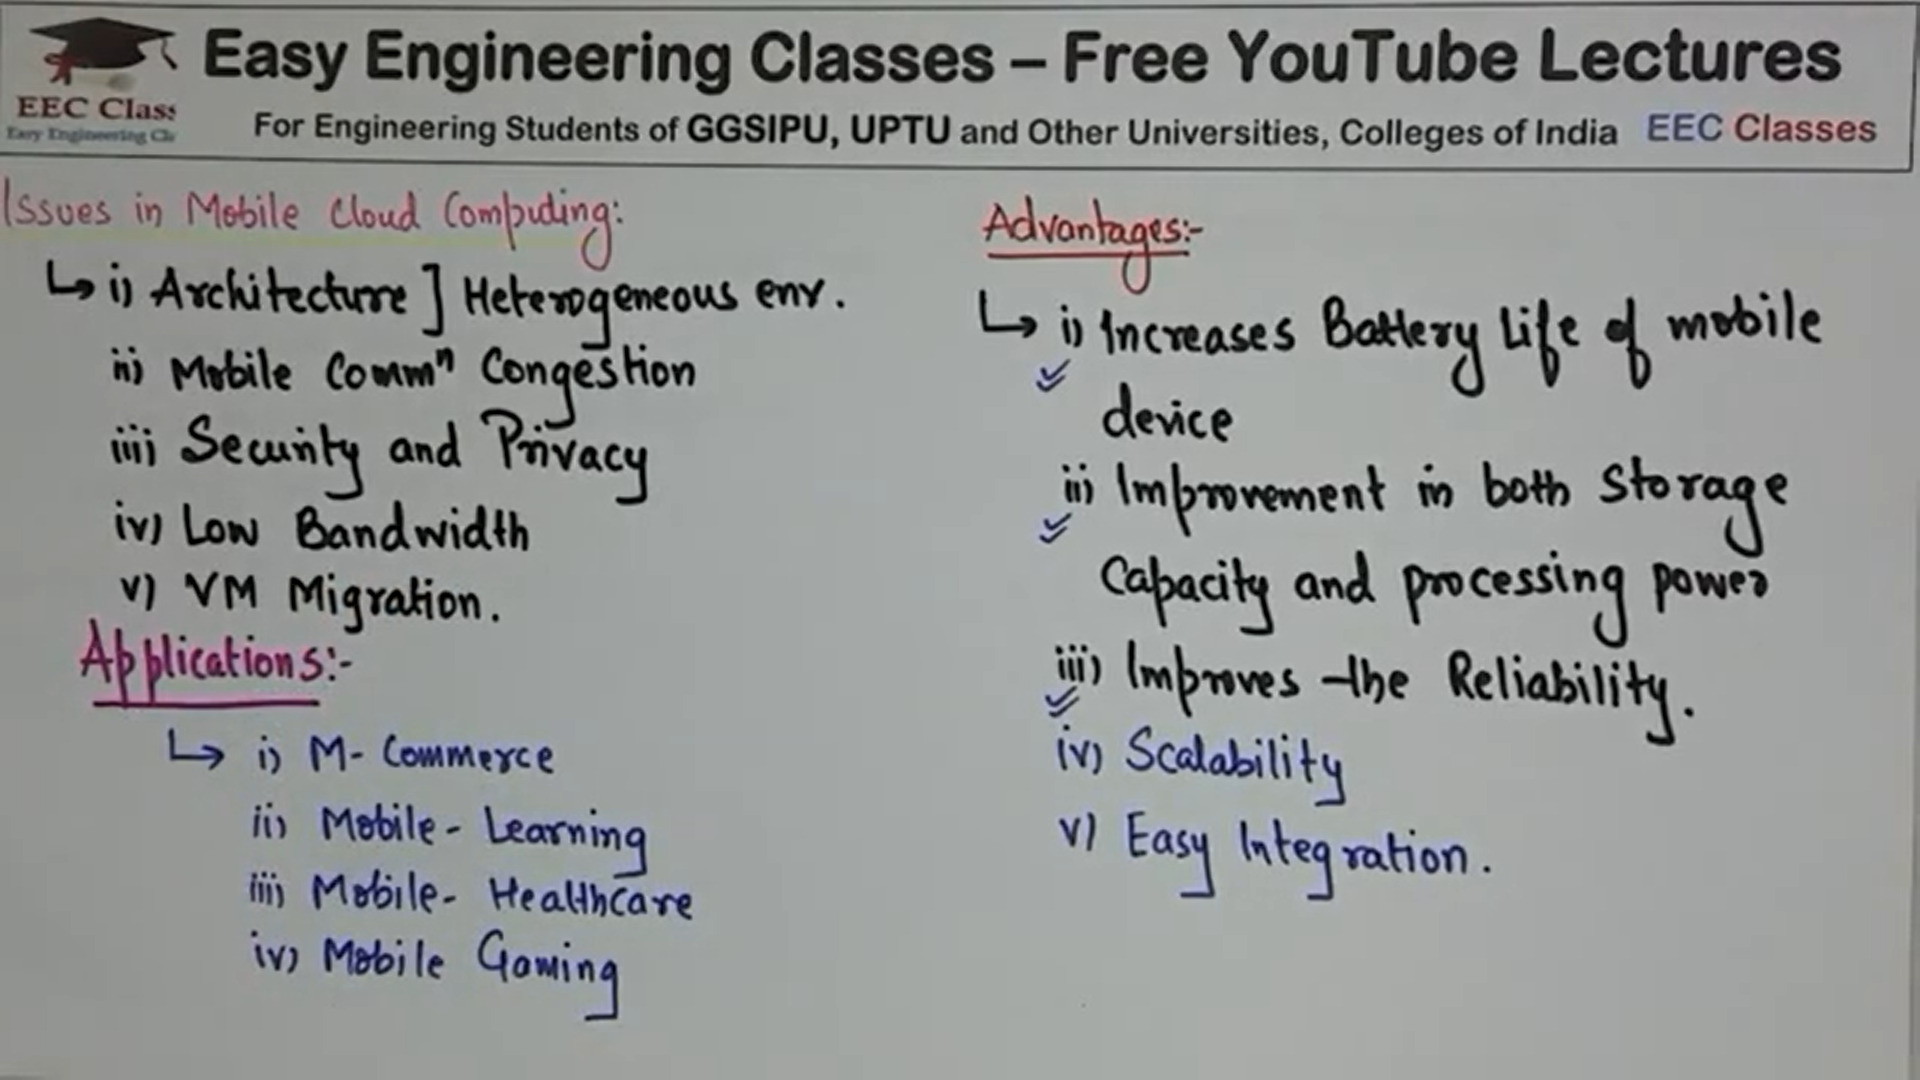 EEC Class
Easy Engineering Cla
Easy Engineering Classes – Free YouTube Lectures
For Engineering Students of GGSIPU, UPTU and Other Universities, Colleges of India EEC Classes
Issues in Mobile Cloud Computing:
↳ i) Architecture ] Heterogeneous env.
ii) Mobile Commⁿ Congestion
iii) Security and Privacy
iv) Low Bandwidth
v) VM Migration.
Applications:-
↳ i) M-Commerce
ii) Mobile-Learning
iii) Mobile-Healthcare
iv) Mobile Gaming
Advantages:-
↳ i) Increases Battery Life of mobile
device
ii) Improvement in both Storage
Capacity and processing power
iii) Improves the Reliability.
iv) Scalability
v) Easy Integration.